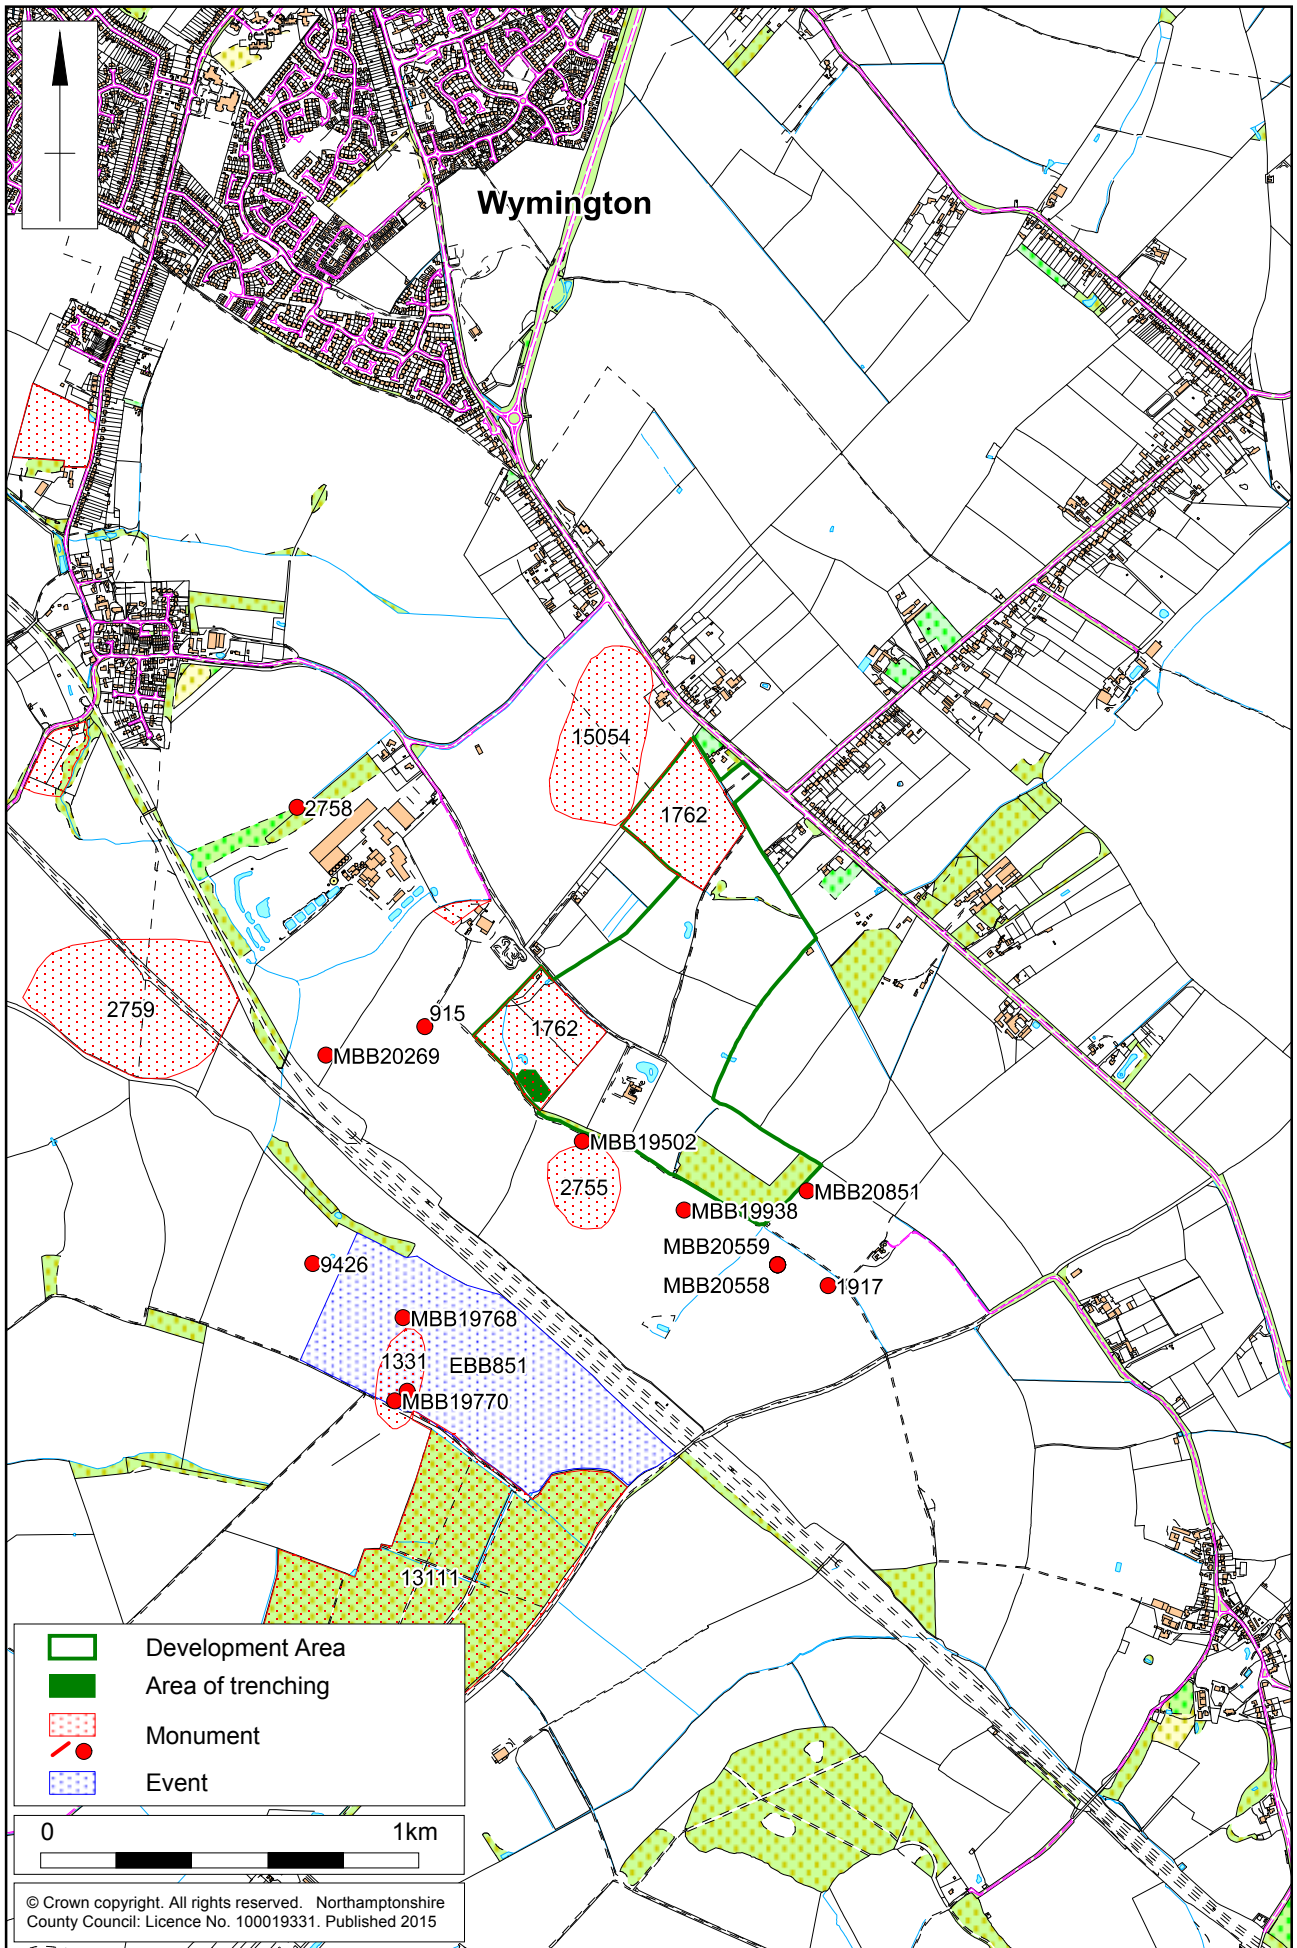 Wymington
15054
1762
2758
2759
915
1762
MBB20269
MBB19502
2755
MBB20851
MBB19938
MBB20559
MBB20558
1917
9426
MBB19768
1331
EBB851
MBB19770
13111
Development Area
Area of trenching
Monument
Event
0 1km
© Crown copyright. All rights reserved. Northamptonshire
County Council: Licence No. 100019331. Published 2015